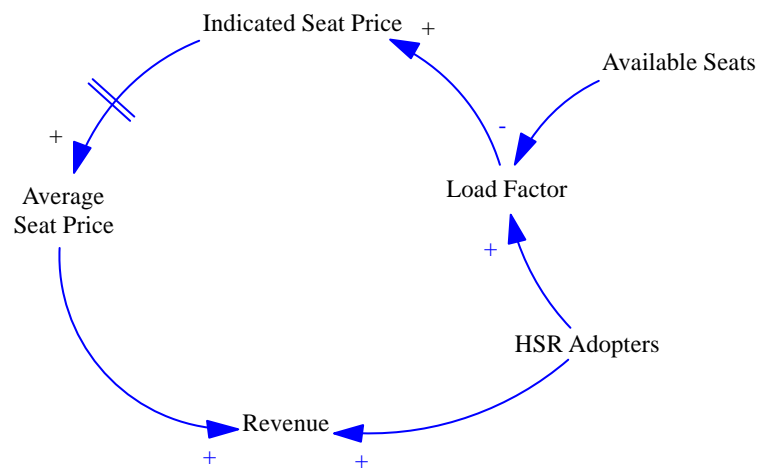 Indicated Seat Price +
Available Seats
+
-
Average
Seat Price
Load Factor
+
HSR Adopters
Revenue
+
+